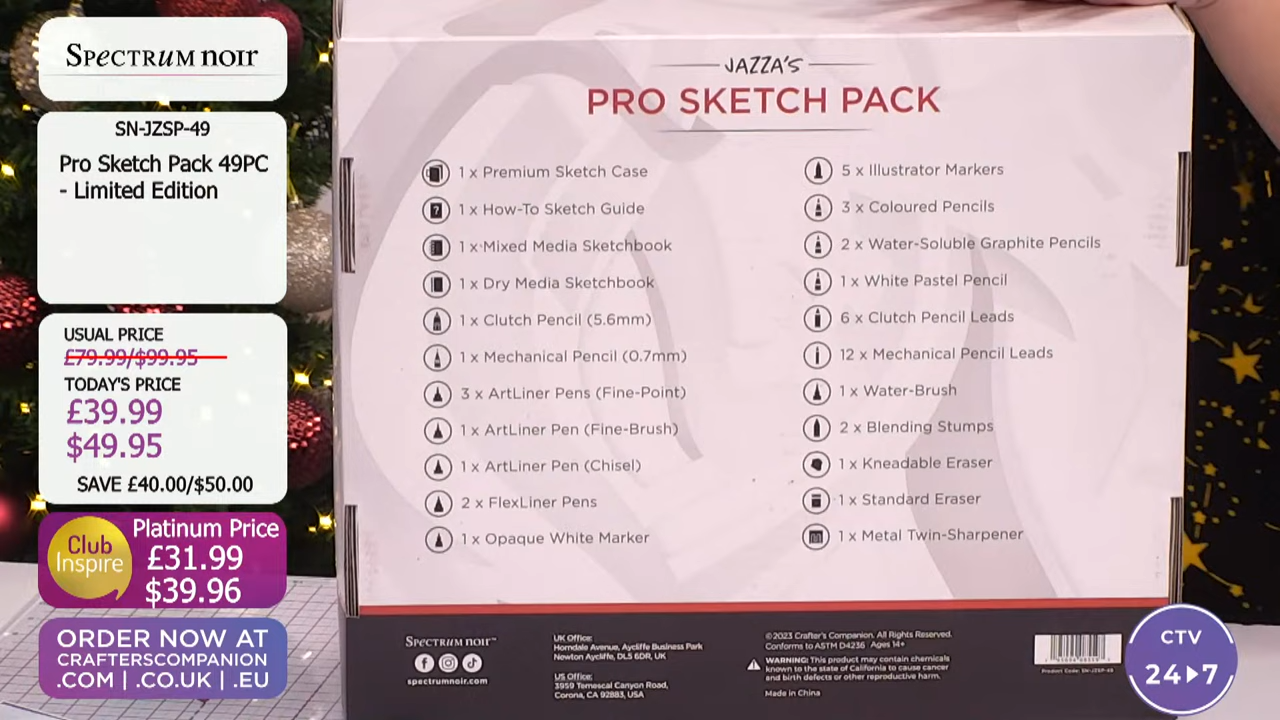 SPECTRUM NOIR
SN-JZSP-49
Pro Sketch Pack 49PC
- Limited Edition
USUAL PRICE
£79.99/$99.95
TODAY'S PRICE
£39.99
$49.95
SAVE £40.00/$50.00
Club
Inspire
Platinum Price
£31.99
$39.96
ORDER NOW AT
CRAFTERSCOMPANION
.COM | .CO.UK | .EU
JAZZA'S
PRO SKETCH PACK
1 x Premium Sketch Case
1 x How-To Sketch Guide
1 x Mixed Media Sketchbook
1 x Dry Media Sketchbook
1 x Clutch Pencil (5.6mm)
1 x Mechanical Pencil (0.7mm)
3 x ArtLiner Pens (Fine-Point)
1 x ArtLiner Pen (Fine-Brush)
1 x ArtLiner Pen (Chisel)
2 x FlexLiner Pens
1 x Opaque White Marker
5 x Illustrator Markers
3 x Coloured Pencils
2 x Water-Soluble Graphite Pencils
1 x White Pastel Pencil
6 x Clutch Pencil Leads
12 x Mechanical Pencil Leads
1 x Water-Brush
2 x Blending Stumps
1 x Kneadable Eraser
1 x Standard Eraser
1 x Metal Twin-Sharpener
SPECTRUM NOIR™
spectrumnoir.com
UK Office:
Horndale Avenue, Aycliffe Business Park
Newton Aycliffe, DL5 6DR, UK
US Office:
3959 Temescal Canyon Road,
Corona, CA 92883, USA
©2023 Crafter's Companion. All Rights Reserved.
Conforms to ASTM D4236 Ages 14+
WARNING: This product may contain chemicals
known to the state of California to cause cancer
and birth defects or other reproductive harm.
Made in China
Product Code: SN-JZSP-49
CTV
24▶7